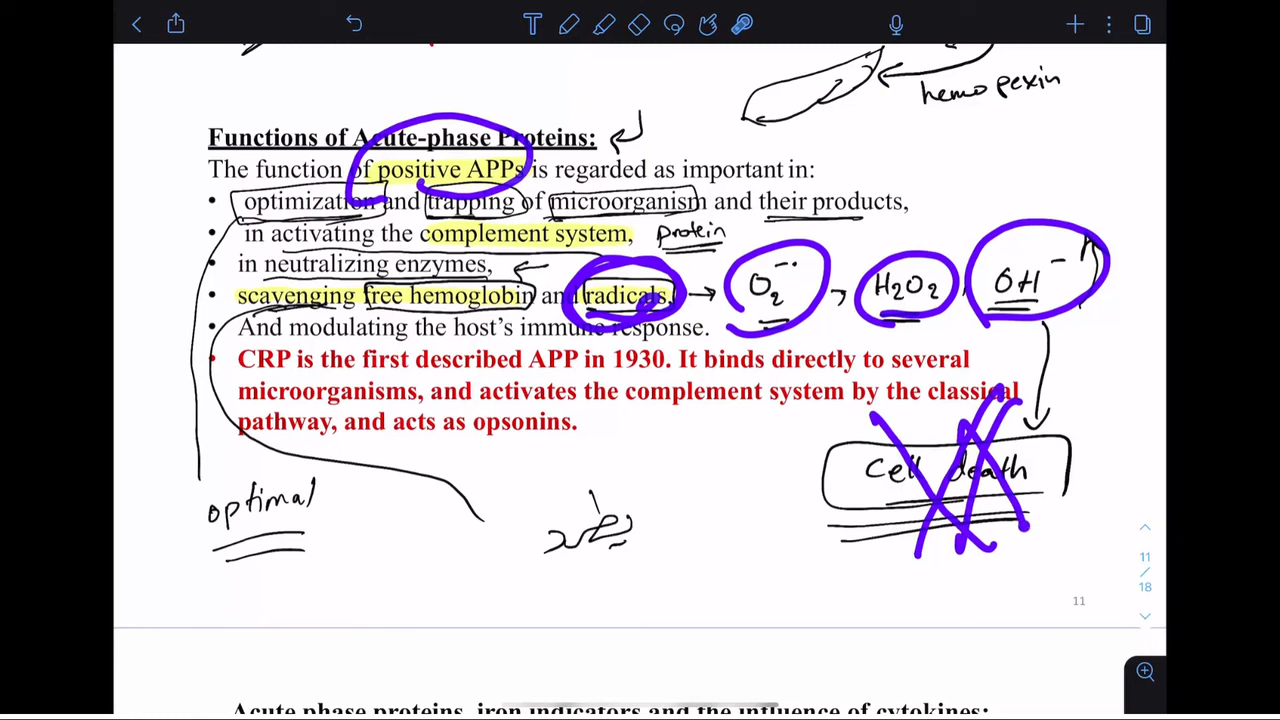 hemopexin
Functions of Acute-phase Proteins:
The function of positive APPs is regarded as important in:
• optimization and trapping of microorganism and their products,
• in activating the complement system, protein
• in neutralizing enzymes,
• scavenging free hemoglobin and radicals, → O₂⁻· → H₂O₂, OH⁻
• And modulating the host's immune response.
• CRP is the first described APP in 1930. It binds directly to several
microorganisms, and activates the complement system by the classical
pathway, and acts as opsonins.
Cell death
optimal
11
/
18
11
Acute phase proteins, iron indicators and the influence of cytokines: